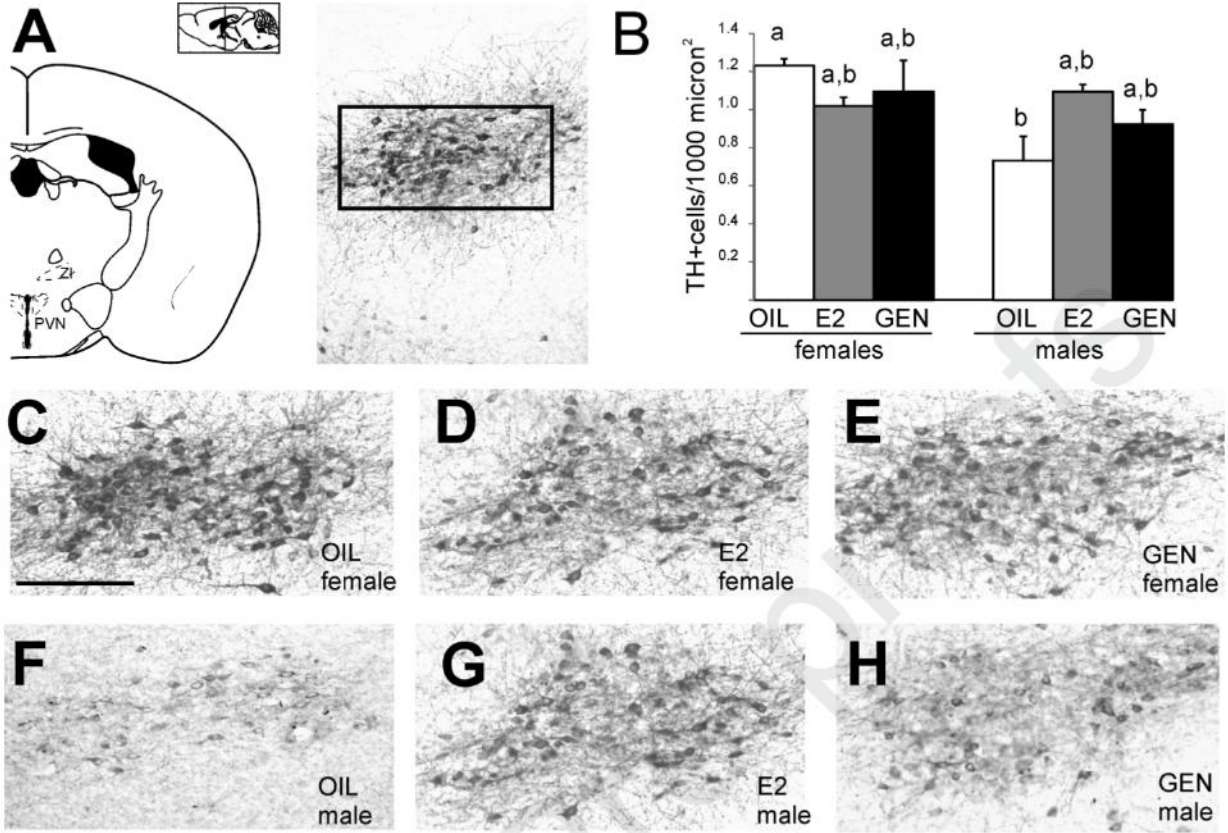 A
ZI
PVN
B
TH+cells/1000 micron²
1.4
1.2
1.0
0.8
0.6
0.4
0.2
a
a,b
a,b
b
a,b
a,b
OIL E2 GEN OIL E2 GEN
females males
C
OIL
female
D
E2
female
E
GEN
female
F
OIL
male
G
E2
male
H
GEN
male